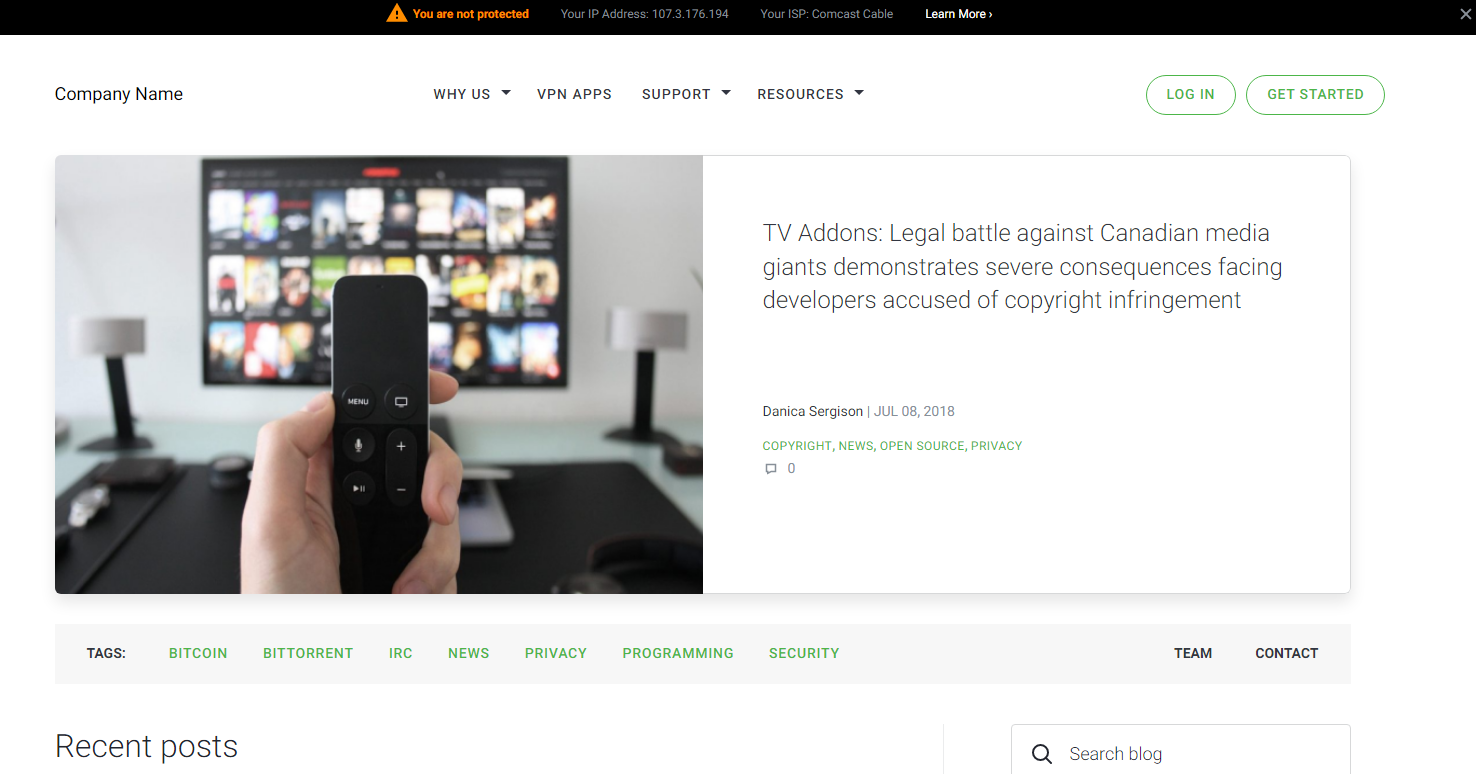 You are not protected Your IP Address: 107.3.176.194 Your ISP: Comcast Cable Learn More ›
Company Name WHY US VPN APPS SUPPORT RESOURCES LOG IN GET STARTED
TV Addons: Legal battle against Canadian media
giants demonstrates severe consequences facing
developers accused of copyright infringement
MENU
Danica Sergison | JUL 08, 2018
COPYRIGHT, NEWS, OPEN SOURCE, PRIVACY
0
TAGS: BITCOIN BITTORRENT IRC NEWS PRIVACY PROGRAMMING SECURITY TEAM CONTACT
Recent posts
Search blog